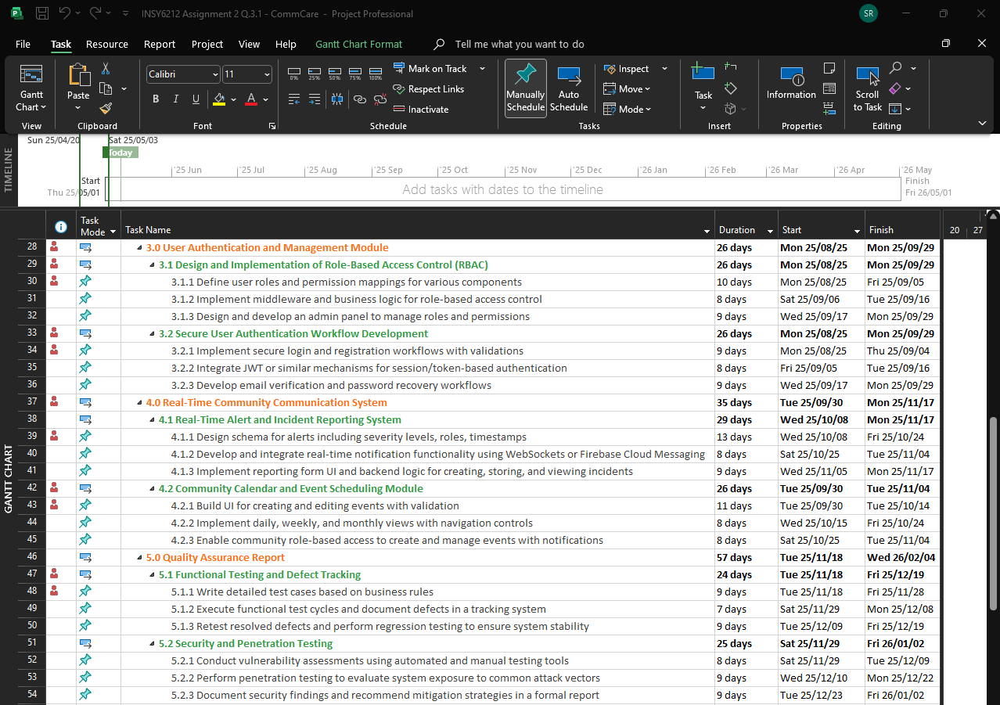 INSY6212 Assignment 2 Q.3.1 - CommCare - Project Professional
SR
File Task Resource Report Project View Help Gantt Chart Format Tell me what you want to do
Gantt Chart
View
Paste
Clipboard
Calibri 11
B I U A
Font
0% 25% 50% 75% 100%
Mark on Track
Respect Links
Inactivate
Schedule
Manually Schedule
Auto Schedule
Inspect
Move
Mode
Tasks
Task
Insert
Information
Properties
Scroll to Task
Editing
TIMELINE
Sun 25/04/20 Sat 25/05/03
Today
'25 Jun '25 Jul '25 Aug '25 Sep '25 Oct '25 Nov '25 Dec '26 Jan '26 Feb '26 Mar '26 Apr '26 May
Start
Thu 25/05/01
Add tasks with dates to the timeline
Finish
Fri 26/05/01
GANTT CHART
Task Mode Task Name Duration Start Finish 20 27
28 3.0 User Authentication and Management Module 26 days Mon 25/08/25 Mon 25/09/29
29 3.1 Design and Implementation of Role-Based Access Control (RBAC) 26 days Mon 25/08/25 Mon 25/09/29
30 3.1.1 Define user roles and permission mappings for various components 10 days Mon 25/08/25 Fri 25/09/05
31 3.1.2 Implement middleware and business logic for role-based access control 8 days Sat 25/09/06 Tue 25/09/16
32 3.1.3 Design and develop an admin panel to manage roles and permissions 9 days Wed 25/09/17 Mon 25/09/29
33 3.2 Secure User Authentication Workflow Development 26 days Mon 25/08/25 Mon 25/09/29
34 3.2.1 Implement secure login and registration workflows with validations 9 days Mon 25/08/25 Thu 25/09/04
35 3.2.2 Integrate JWT or similar mechanisms for session/token-based authentication 8 days Fri 25/09/05 Tue 25/09/16
36 3.2.3 Develop email verification and password recovery workflows 9 days Wed 25/09/17 Mon 25/09/29
37 4.0 Real-Time Community Communication System 35 days Tue 25/09/30 Mon 25/11/17
38 4.1 Real-Time Alert and Incident Reporting System 29 days Wed 25/10/08 Mon 25/11/17
39 4.1.1 Design schema for alerts including severity levels, roles, timestamps 13 days Wed 25/10/08 Fri 25/10/24
40 4.1.2 Develop and integrate real-time notification functionality using WebSockets or Firebase Cloud Messaging 8 days Sat 25/10/25 Tue 25/11/04
41 4.1.3 Implement reporting form UI and backend logic for creating, storing, and viewing incidents 9 days Wed 25/11/05 Mon 25/11/17
42 4.2 Community Calendar and Event Scheduling Module 26 days Tue 25/09/30 Tue 25/11/04
43 4.2.1 Build UI for creating and editing events with validation 11 days Tue 25/09/30 Tue 25/10/14
44 4.2.2 Implement daily, weekly, and monthly views with navigation controls 8 days Wed 25/10/15 Fri 25/10/24
45 4.2.3 Enable community role-based access to create and manage events with notifications 8 days Sat 25/10/25 Tue 25/11/04
46 5.0 Quality Assurance Report 57 days Tue 25/11/18 Wed 26/02/04
47 5.1 Functional Testing and Defect Tracking 24 days Tue 25/11/18 Fri 25/12/19
48 5.1.1 Write detailed test cases based on business rules 9 days Tue 25/11/18 Fri 25/11/28
49 5.1.2 Execute functional test cycles and document defects in a tracking system 7 days Sat 25/11/29 Mon 25/12/08
50 5.1.3 Retest resolved defects and perform regression testing to ensure system stability 9 days Tue 25/12/09 Fri 25/12/19
51 5.2 Security and Penetration Testing 25 days Sat 25/11/29 Fri 26/01/02
52 5.2.1 Conduct vulnerability assessments using automated and manual testing tools 8 days Sat 25/11/29 Tue 25/12/09
53 5.2.2 Perform penetration testing to evaluate system exposure to common attack vectors 9 days Wed 25/12/10 Mon 25/12/22
54 5.2.3 Document security findings and recommend mitigation strategies in a formal report 9 days Tue 25/12/23 Fri 26/01/02